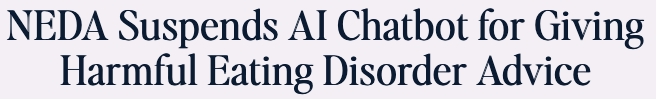 NEDA Suspends AI Chatbot for Giving
Harmful Eating Disorder Advice